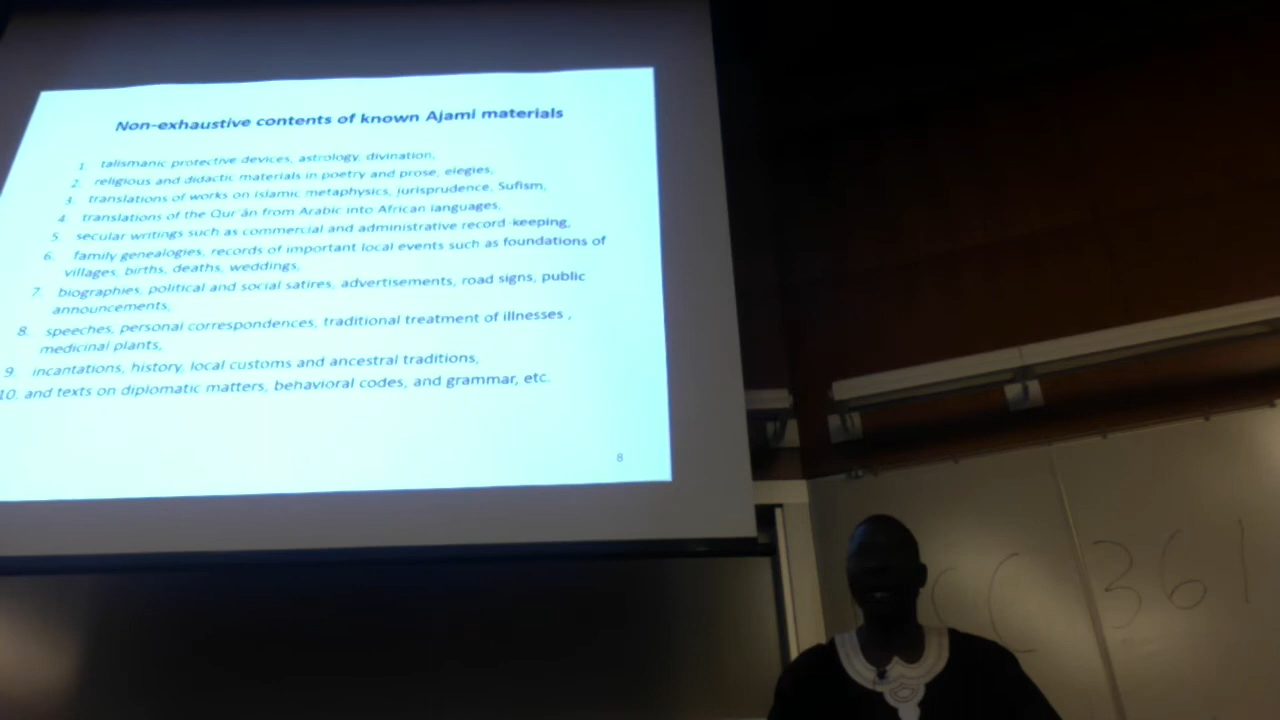 Non-exhaustive contents of known Ajami materials
1. talismanic protective devices, astrology, divination,
2. religious and didactic materials in poetry and prose, elegies,
3. translations of works on Islamic metaphysics, jurisprudence, Sufism,
4. translations of the Qur'ān from Arabic into African languages,
5. secular writings such as commercial and administrative record-keeping,
6. family genealogies, records of important local events such as foundations of
villages, births, deaths, weddings,
7. biographies, political and social satires, advertisements, road signs, public
announcements,
8. speeches, personal correspondences, traditional treatment of illnesses ,
medicinal plants,
9. incantations, history, local customs and ancestral traditions,
10. and texts on diplomatic matters, behavioral codes, and grammar, etc.
8
CC 361